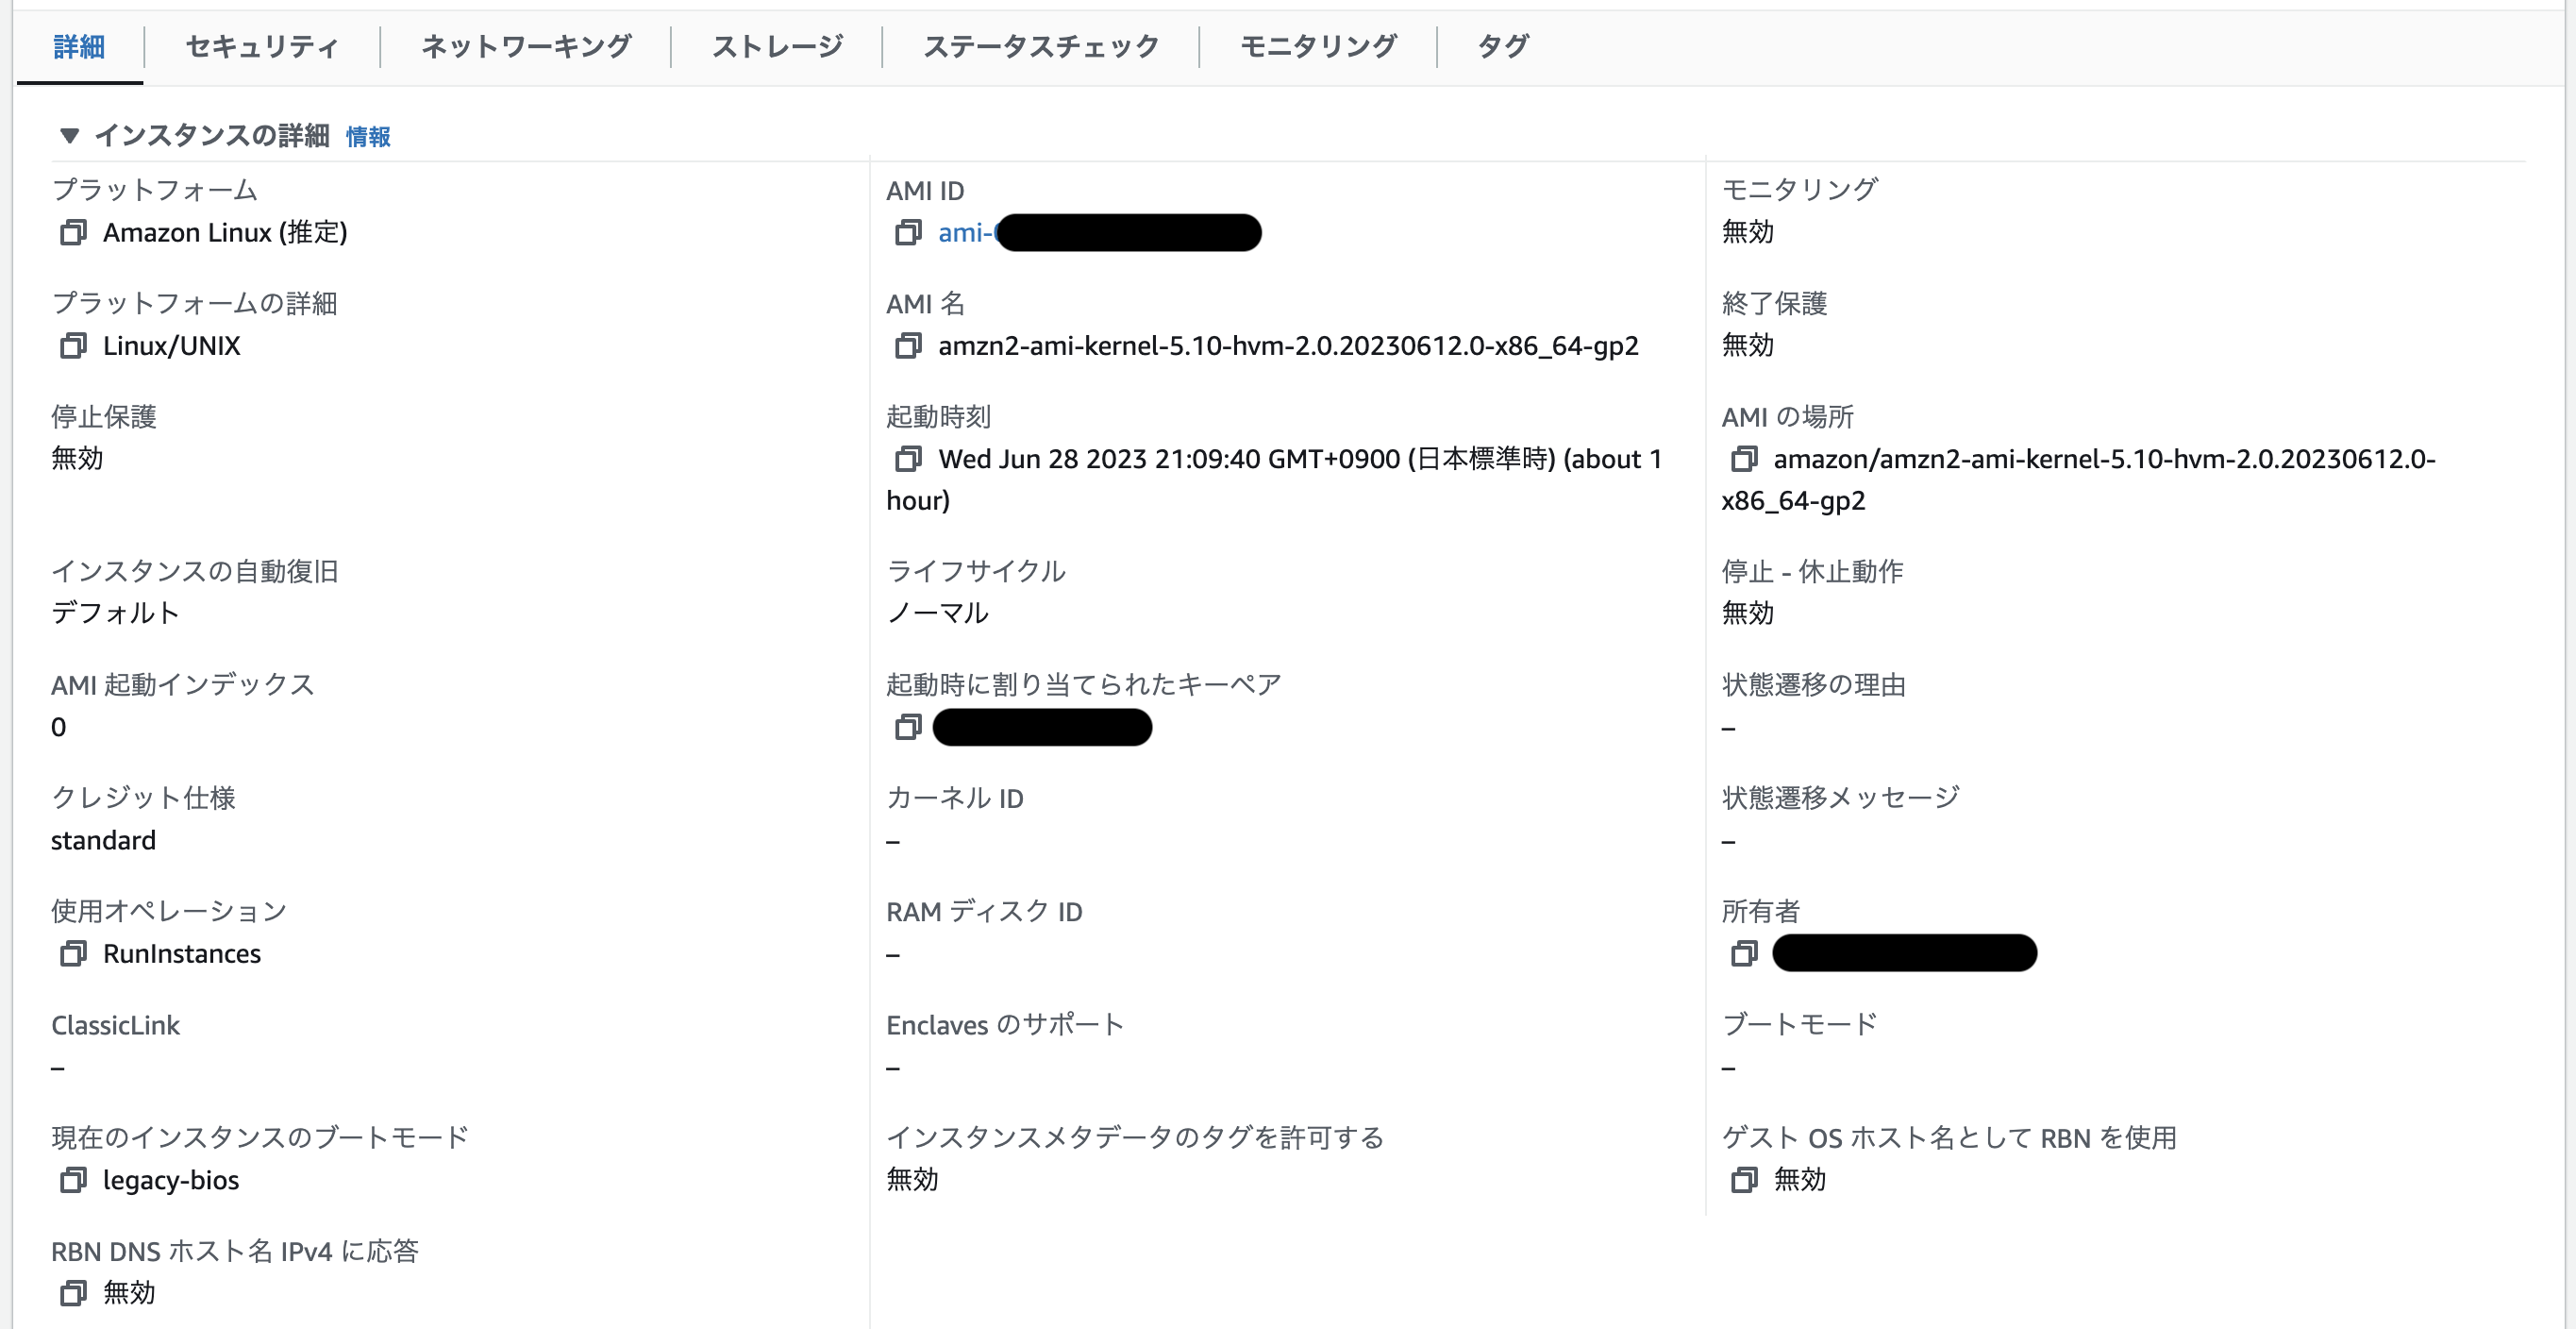 詳細
セキュリティ
ネットワーキング
ストレージ
ステータスチェック
モニタリング
タグ
インスタンスの詳細 情報
プラットフォーム
Amazon Linux (推定)
AMI ID
ami-
モニタリング
無効
プラットフォームの詳細
Linux/UNIX
AMI 名
amzn2-ami-kernel-5.10-hvm-2.0.20230612.0-x86_64-gp2
終了保護
無効
停止保護
無効
起動時刻
Wed Jun 28 2023 21:09:40 GMT+0900 (日本標準時) (about 1
hour)
AMI の場所
amazon/amzn2-ami-kernel-5.10-hvm-2.0.20230612.0-
x86_64-gp2
インスタンスの自動復旧
デフォルト
ライフサイクル
ノーマル
停止 - 休止動作
無効
AMI 起動インデックス
0
起動時に割り当てられたキーペア
状態遷移の理由
–
クレジット仕様
standard
カーネル ID
–
状態遷移メッセージ
–
使用オペレーション
RunInstances
RAM ディスク ID
–
所有者
ClassicLink
–
Enclaves のサポート
–
ブートモード
–
現在のインスタンスのブートモード
legacy-bios
インスタンスメタデータのタグを許可する
無効
ゲスト OS ホスト名として RBN を使用
無効
RBN DNS ホスト名 IPv4 に応答
無効